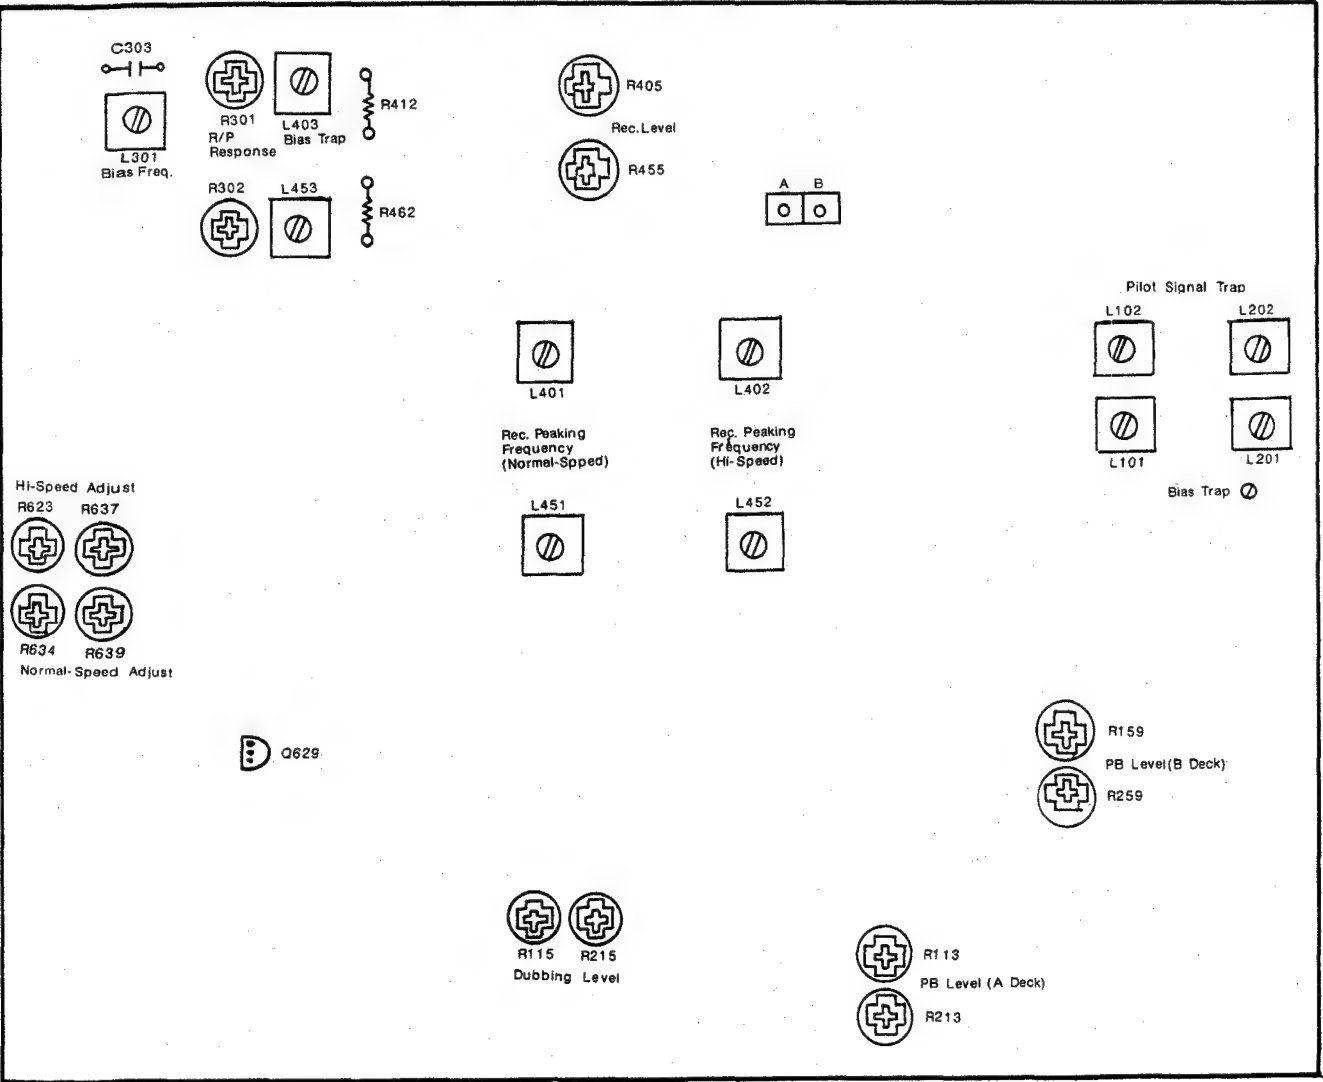 C303
L301
Bias Freq.
R301
R/P
Response
L403
Bias Trap
R412
R302
L453
R462
R405
Rec.Level
R455
A B
Pilot Signal Trap
L102 L202
L101 L201
Bias Trap
L401
Rec. Peaking
Frequency
(Normal-Spped)
L451
L402
Rec. Peaking
Frequency
(Hi-Speed)
L452
Hi-Speed Adjust
R623 R637
R634 R639
Normal-Speed Adjust
Q629
R159
PB Level(B Deck)
R259
R115 R215
Dubbing Level
R113
PB Level (A Deck)
R213